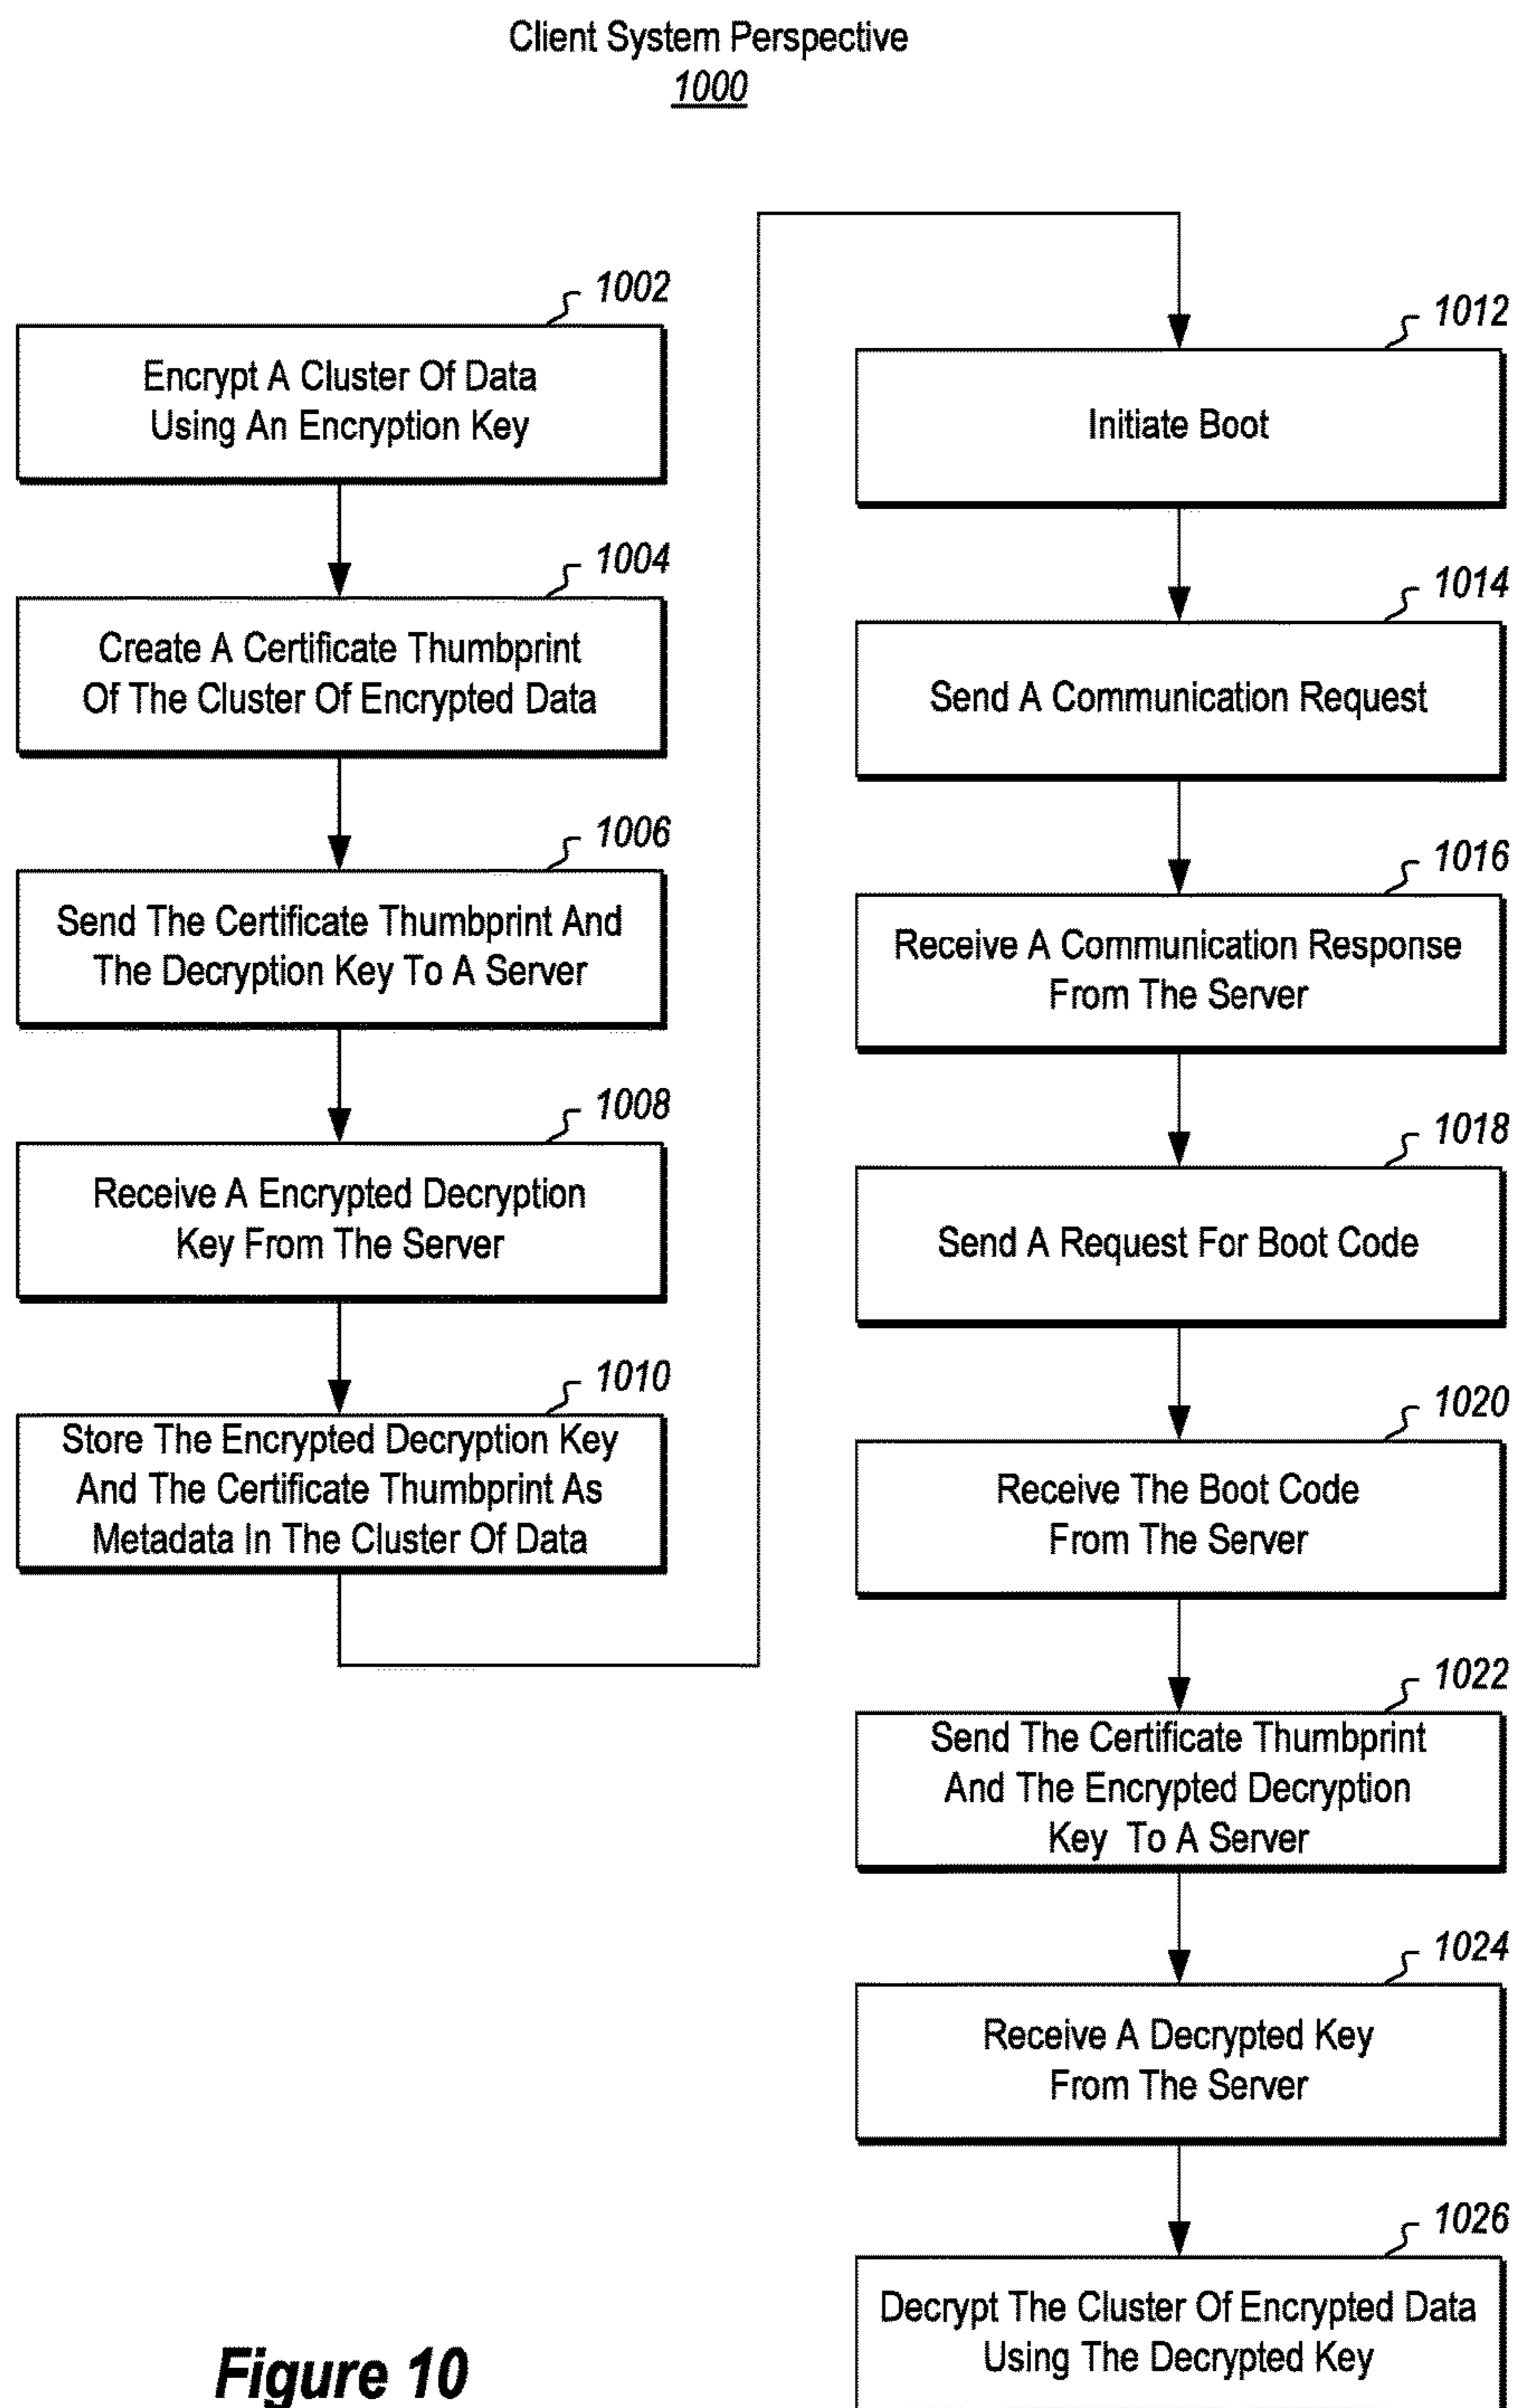 Client System Perspective
1000
1002
Encrypt A Cluster Of Data
Using An Encryption Key
1004
Create A Certificate Thumbprint
Of The Cluster Of Encrypted Data
1006
Send The Certificate Thumbprint And
The Decryption Key To A Server
1008
Receive A Encrypted Decryption
Key From The Server
1010
Store The Encrypted Decryption Key
And The Certificate Thumbprint As
Metadada In The Cluster Of Data
1012
Initiate Boot
1014
Send A Communication Request
1016
Receive A Communication Response
From The Server
1018
Send A Request For Boot Code
1020
Receive The Boot Code
From The Server
1022
Send The Certificate Thumbprint
And The Encrypted Decryption
Key To A Server
1024
Receive A Decrypted Key
From The Server
1026
Decrypt The Cluster Of Encrypted Data
Using The Decrypted Key
Figure 10